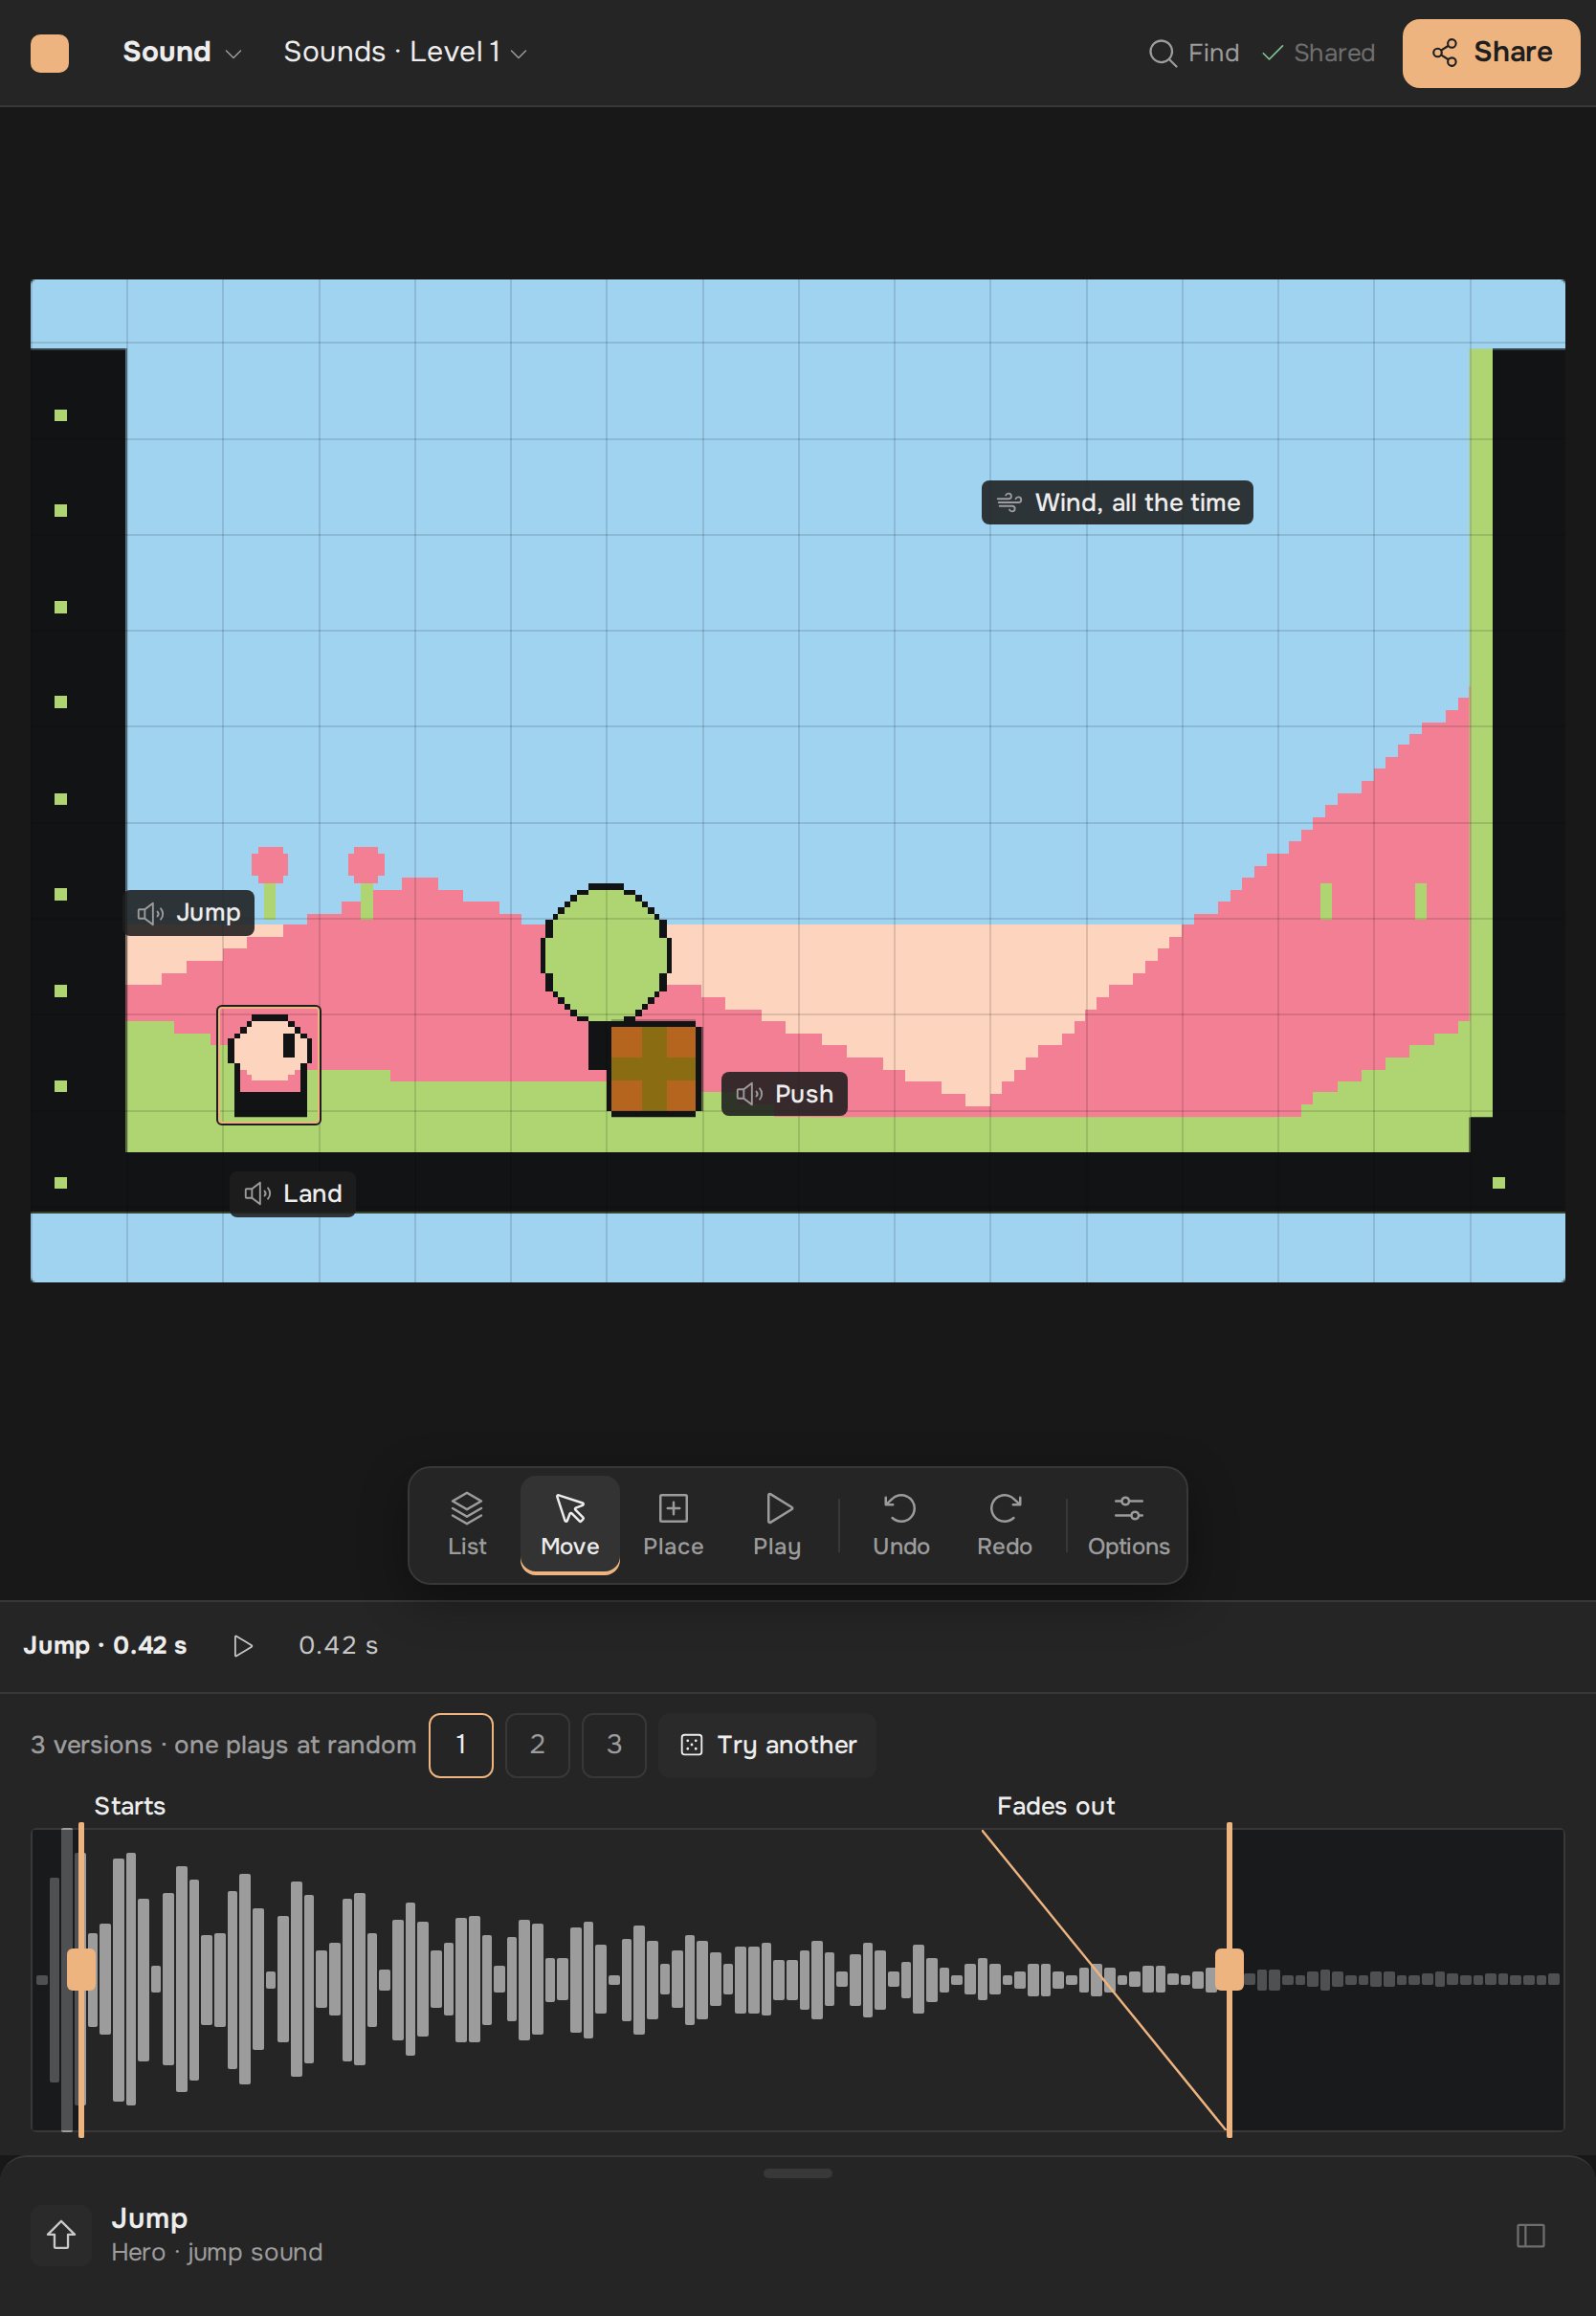 Sound
Sounds · Level 1
Find
Shared
Share
Wind, all the time
Jump
Push
Land
List
Move
Place
Play
Undo
Redo
Options
Jump · 0.42 s
0.42 s
3 versions · one plays at random
1
2
3
Try another
Starts
Fades out
Jump
Hero · jump sound